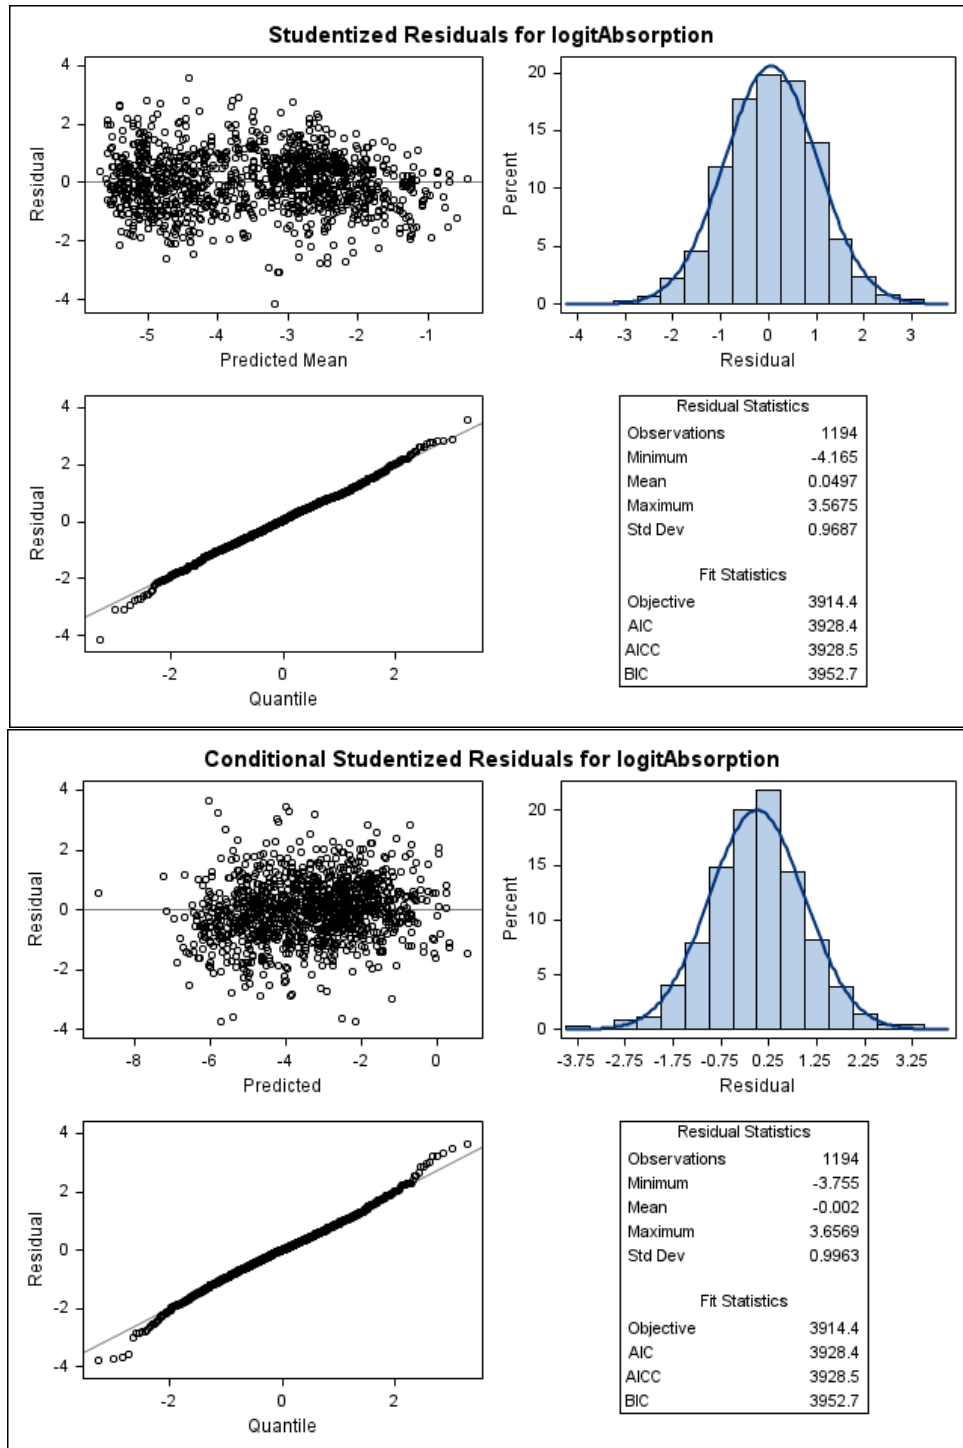 Studentized Residuals for logitAbsorption
4
2
0
-2
-4
Residual
-5 -4 -3 -2 -1
Predicted Mean
20
15
10
5
0
Percent
-4 -3 -2 -1 0 1 2 3
Residual
4
2
0
-2
-4
Residual
-2 0 2
Quantile
Residual Statistics
Observations 1194
Minimum -4.165
Mean 0.0497
Maximum 3.5675
Std Dev 0.9687
Fit Statistics
Objective 3914.4
AIC 3928.4
AICC 3928.5
BIC 3952.7
Conditional Studentized Residuals for logitAbsorption
4
2
0
-2
-4
Residual
-8 -6 -4 -2 0
Predicted
20
15
10
5
0
Percent
-3.75 -2.75 -1.75 -0.75 0.25 1.25 2.25 3.25
Residual
4
2
0
-2
-4
Residual
-2 0 2
Quantile
Residual Statistics
Observations 1194
Minimum -3.755
Mean -0.002
Maximum 3.6569
Std Dev 0.9963
Fit Statistics
Objective 3914.4
AIC 3928.4
AICC 3928.5
BIC 3952.7